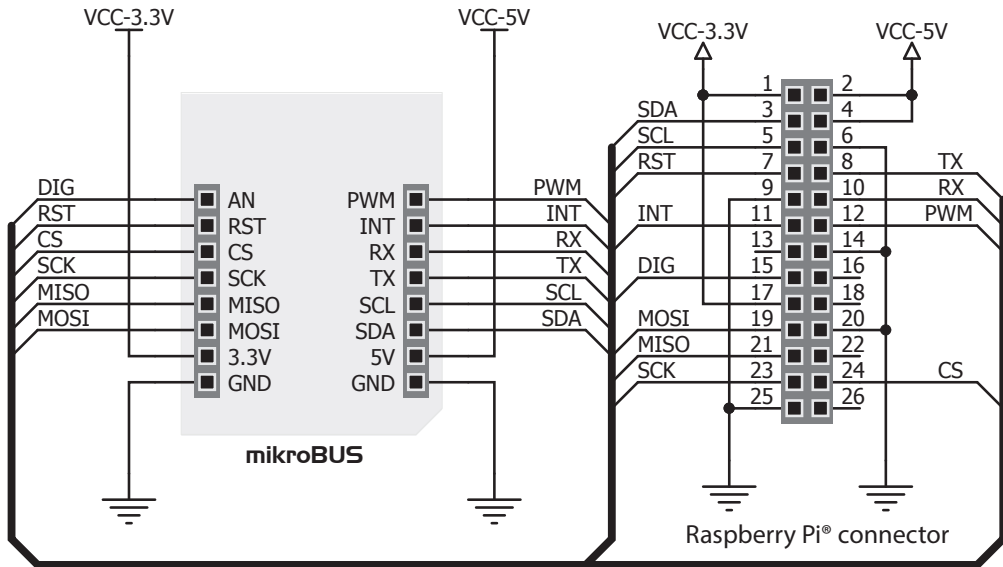 VCC-3.3V VCC-5V
VCC-3.3V VCC-5V
DIG AN PWM PWM
RST RST INT INT
CS CS RX RX
SCK SCK TX TX
MISO MISO SCL SCL
MOSI MOSI SDA SDA
3.3V 5V
GND GND
mikroBUS
1 2
SDA 3 4
SCL 5 6
RST 7 8 TX
9 10 RX
INT 11 12 PWM
13 14
DIG 15 16
17 18
MOSI 19 20
MISO 21 22
SCK 23 24 CS
25 26
Raspberry Pi® connector